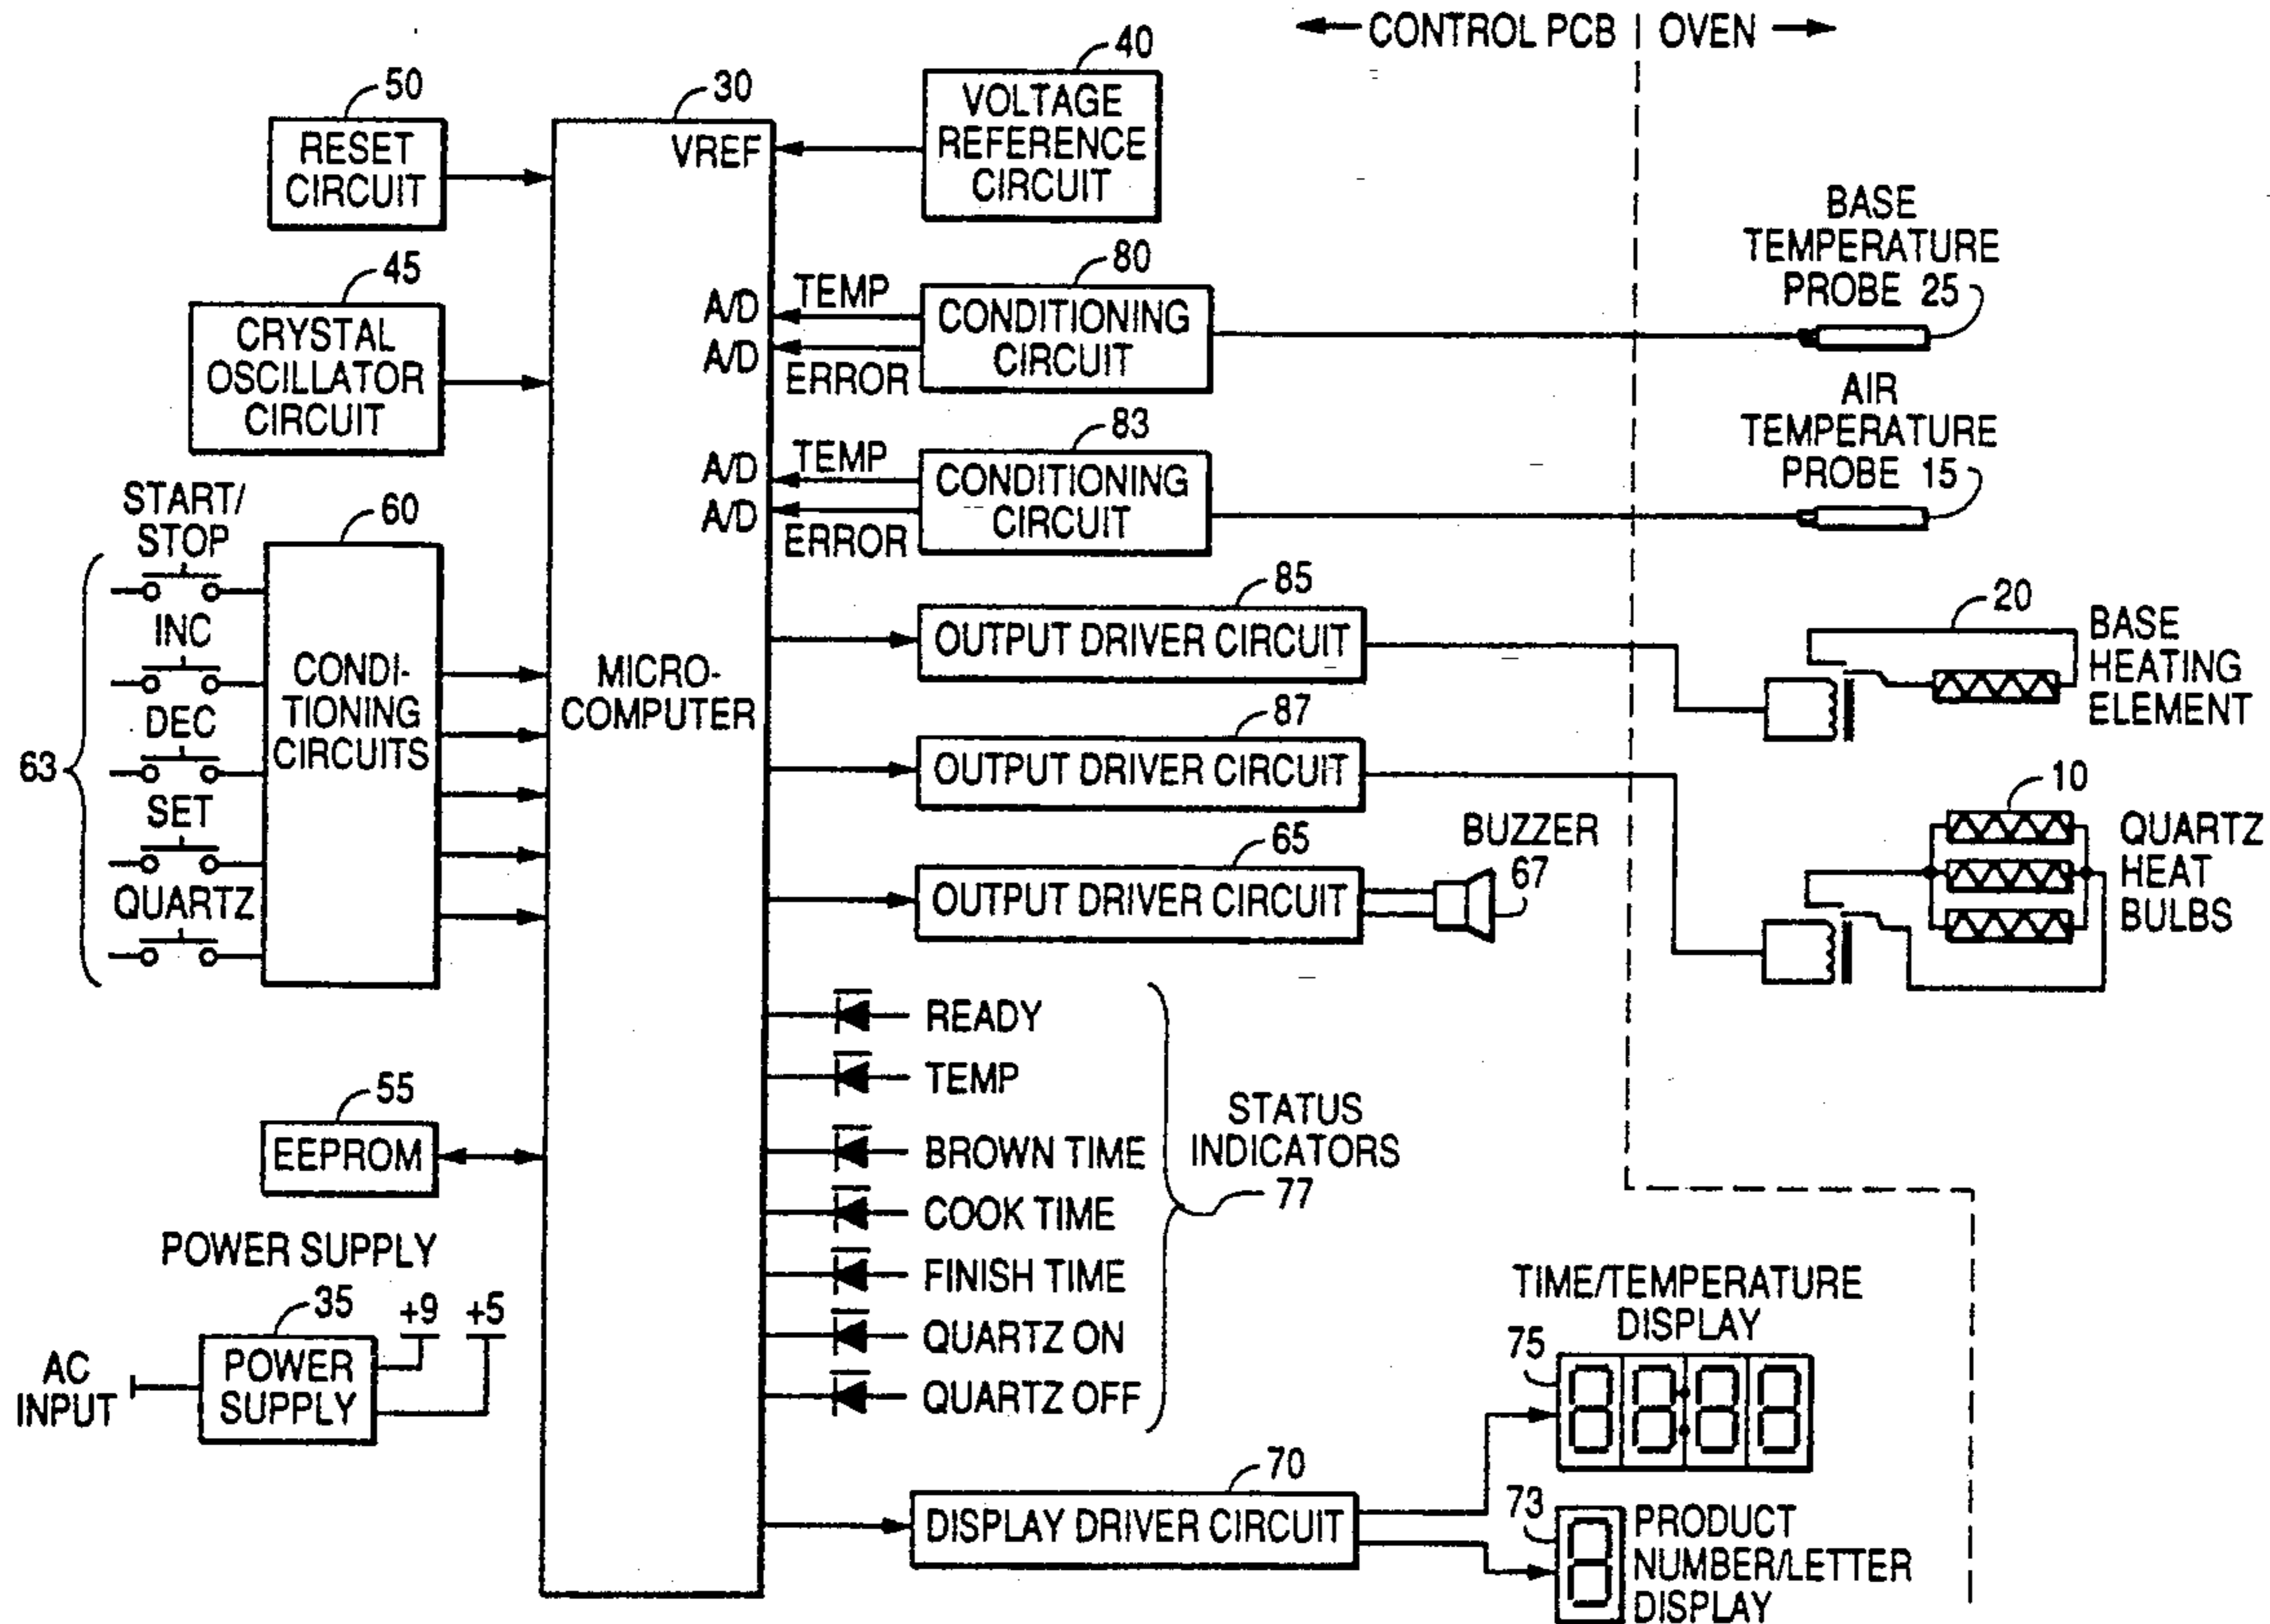 CONTROL PCB | OVEN
50
RESET
CIRCUIT
30
VREF
40
VOLTAGE
REFERENCE
CIRCUIT
45
CRYSTAL
OSCILLATOR
CIRCUIT
A/D
TEMP
A/D
ERROR
80
CONDITIONING
CIRCUIT
BASE
TEMPERATURE
PROBE 25
A/D
TEMP
A/D
ERROR
83
CONDITIONING
CIRCUIT
AIR
TEMPERATURE
PROBE 15
START/
STOP
INC
DEC
SET
QUARTZ
63
60
CONDI-
TIONING
CIRCUITS
MICRO-
COMPUTER
85
OUTPUT DRIVER CIRCUIT
20
BASE
HEATING
ELEMENT
87
OUTPUT DRIVER CIRCUIT
10
QUARTZ
HEAT
BULBS
65
OUTPUT DRIVER CIRCUIT
BUZZER
67
READY
TEMP
BROWN TIME
COOK TIME
FINISH TIME
QUARTZ ON
QUARTZ OFF
STATUS
INDICATORS
77
55
EEPROM
POWER SUPPLY
35
+9
+5
AC
INPUT
POWER
SUPPLY
TIME/TEMPERATURE
DISPLAY
75
88:88
70
DISPLAY DRIVER CIRCUIT
73
8
PRODUCT
NUMBER/LETTER
DISPLAY